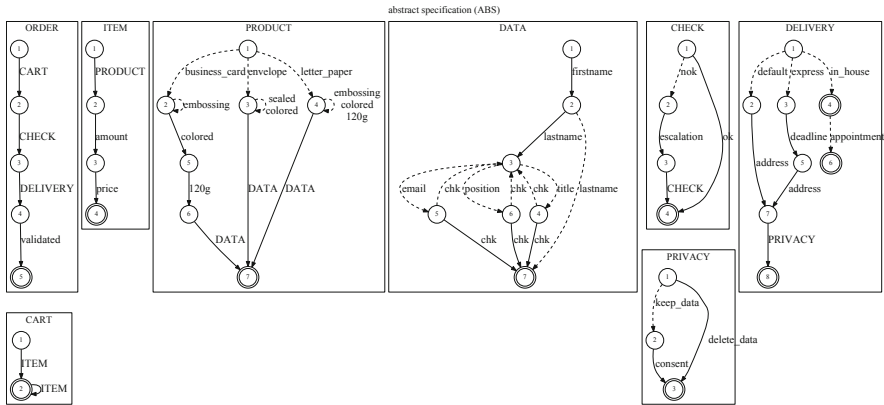 abstract specification (ABS)
ORDER
1
CART
2
CHECK
3
DELIVERY
4
validated
5
ITEM
1
PRODUCT
2
amount
3
price
4
PRODUCT
1
business_card envelope letter_paper
2 embossing
3 sealed
colored
4 embossing
colored
120g
colored
5
120g
6
DATA DATA DATA
7
DATA
1
firstname
2
lastname lastname
3
email chk position chk chk title
5 6 4
chk chk chk
7
CHECK
1
nok ok
2
escalation
3
CHECK
4
DELIVERY
1
default express in_house
2 3 4
deadline appointment
5 6
address address
7
PRIVACY
8
CART
1
ITEM
2 ITEM
PRIVACY
1
keep_data
2 delete_data
consent
3